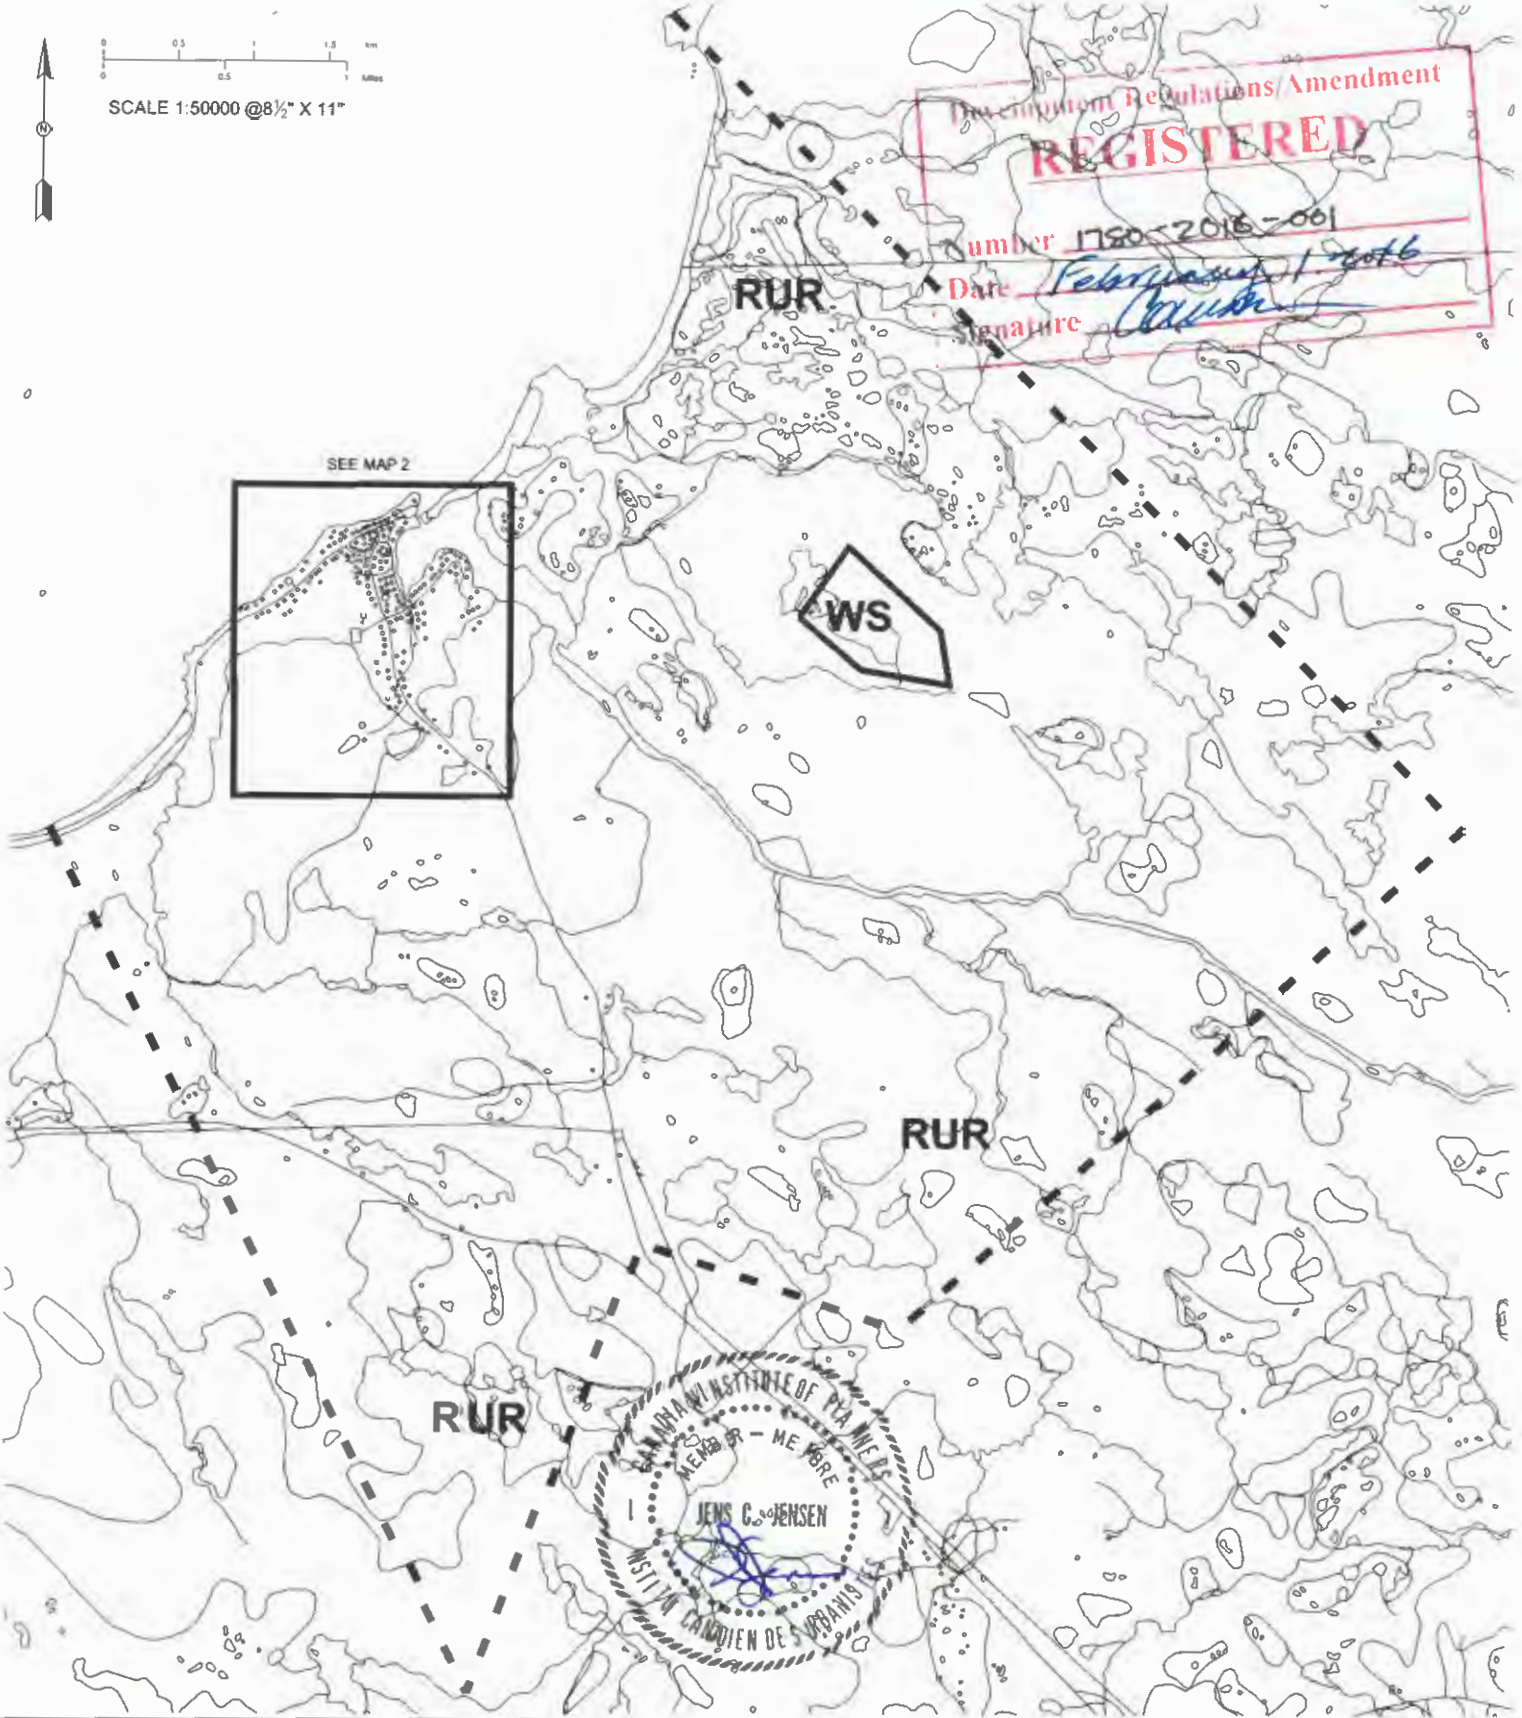 0 0.5 1 1.5 km
0 0.5 1 Miles
SCALE 1:50000 @8½" X 11"
N
Development Regulations/Amendment
REGISTERED
Number 1780-2016-001
Date February 1 2016
Signature
RUR
SEE MAP 2
WS
RUR
RUR
CANADIAN INSTITUTE OF PLANNERS
MEMBER - MEMBRE
JENS C. JENSEN
INSTITUT CANADIEN DES URBANISTES